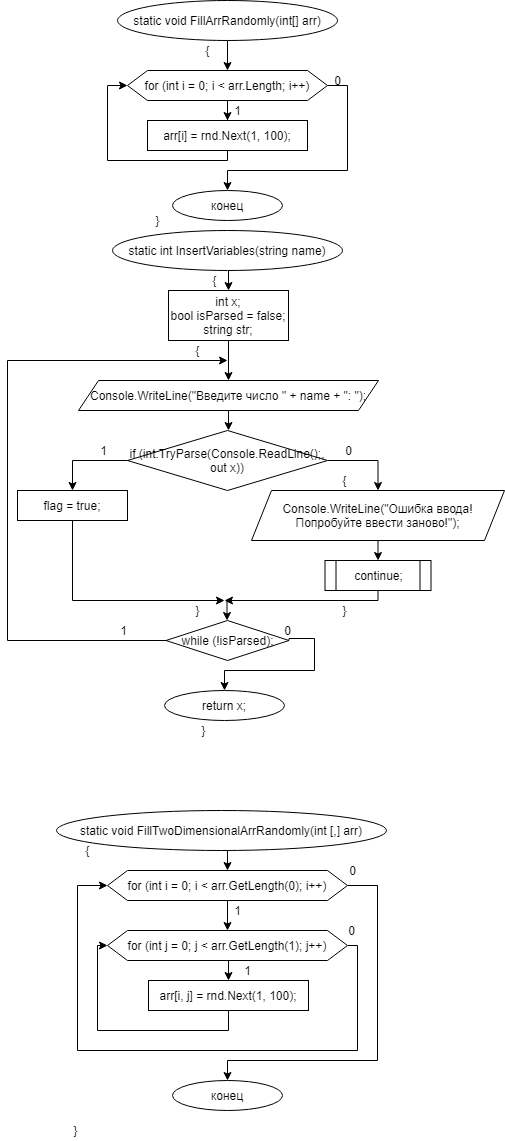 static void FillArrRandomly(int[] arr)
{
for (int i = 0; i < arr.Length; i++)
0
1
arr[i] = rnd.Next(1, 100);
конец
}
static int InsertVariables(string name)
{
int x;
bool isParsed = false;
string str;
{
Console.WriteLine("Введите число " + name + ": ");
if (int.TryParse(Console.ReadLine();,
out x))
1
0
flag = true;
{
Console.WriteLine("Ошибка ввода!
Попробуйте ввести заново!");
continue;
}
}
while (!isParsed);
1
0
return x;
}
static void FillTwoDimensionalArrRandomly(int [,] arr)
{
for (int i = 0; i < arr.GetLength(0); i++)
0
1
for (int j = 0; j < arr.GetLength(1); j++)
0
1
arr[i, j] = rnd.Next(1, 100);
конец
}